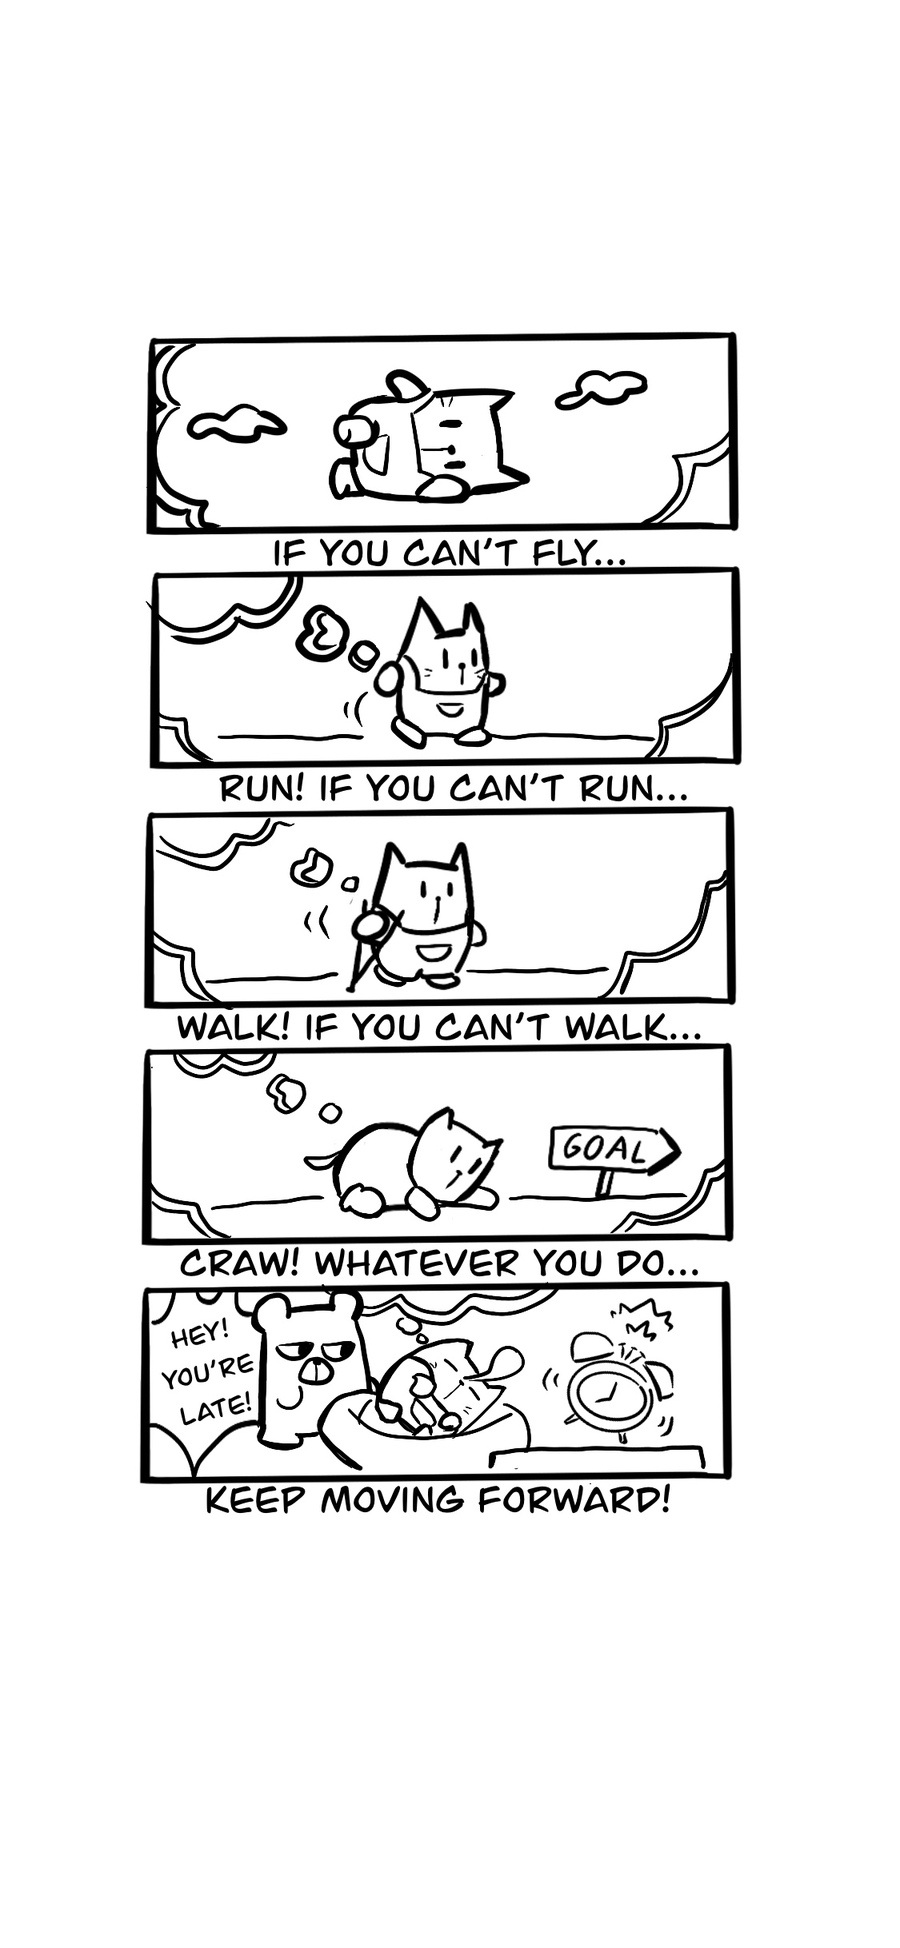 IF YOU CAN'T FLY...
RUN! IF YOU CAN'T RUN...
WALK! IF YOU CAN'T WALK...
GOAL
CRAW! WHATEVER YOU DO...
HEY!
YOU'RE
LATE!
KEEP MOVING FORWARD!